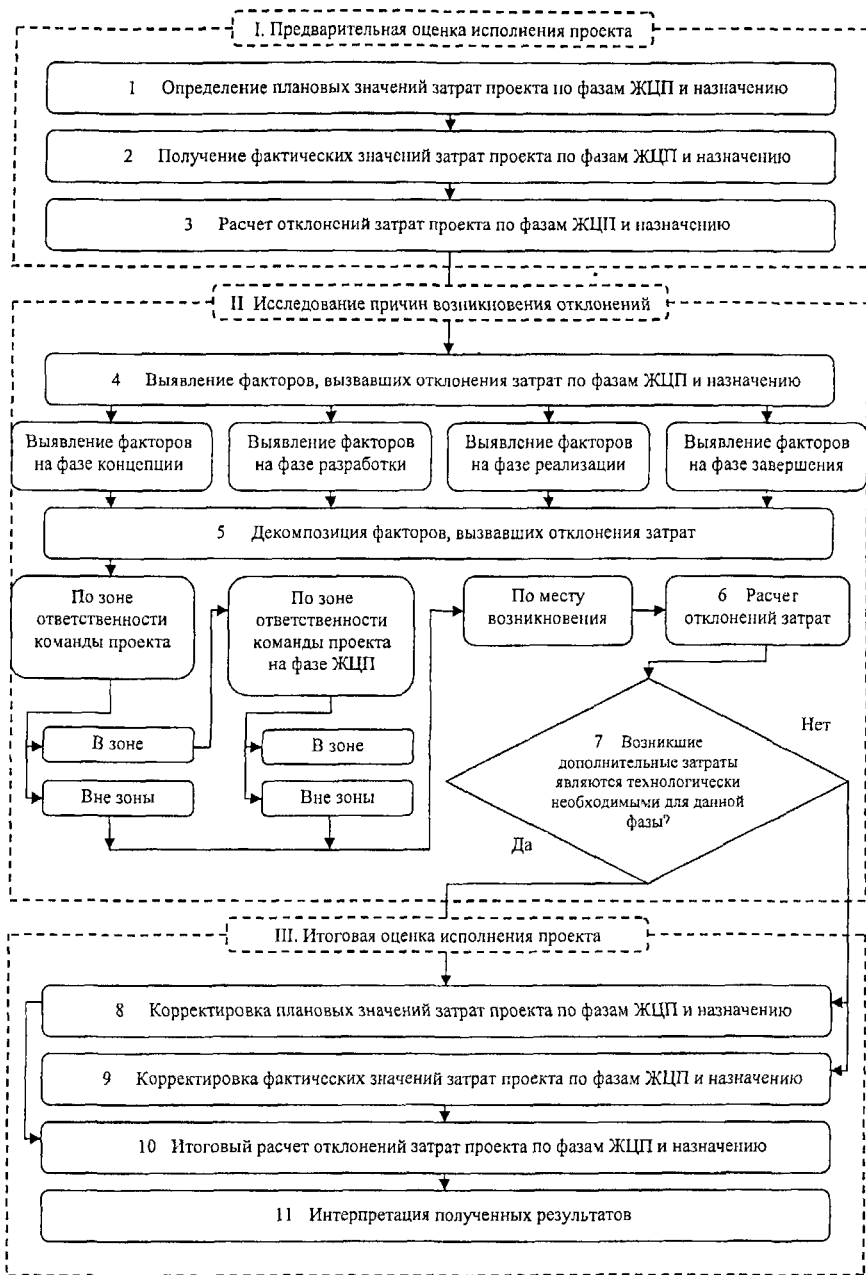 I. Предварительная оценка исполнения проекта
1 Определение плановых значений затрат проекта по фазам ЖЦП и назначению
2 Получение фактических значений затрат проекта по фазам ЖЦП и назначению
3 Расчет отклонений затрат проекта по фазам ЖЦП и назначению
II Исследование причин возникновения отклонений
4 Выявление факторов, вызвавших отклонения затрат по фазам ЖЦП и назначению
Выявление факторов
на фазе концепции
Выявление факторов
на фазе разработки
Выявление факторов
на фазе реализации
Выявление факторов
на фазе завершения
5 Декомпозиция факторов, вызвавших отклонения затрат
По зоне
ответственности
команды проекта
По зоне
ответственности
команды проекта
на фазе ЖЦП
По месту
возникновения
6 Расчет
отклонений затрат
В зоне
Вне зоны
В зоне
Вне зоны
7 Возникшие
дополнительные затраты
являются технологически
необходимыми для данной
фазы?
Нет
Да
III. Итоговая оценка исполнения проекта
8 Корректировка плановых значений затрат проекта по фазам ЖЦП и назначению
9 Корректировка фактических значений затрат проекта по фазам ЖЦП и назначению
10 Итоговый расчет отклонений затрат проекта по фазам ЖЦП и назначению
11 Интерпретация полученных результатов